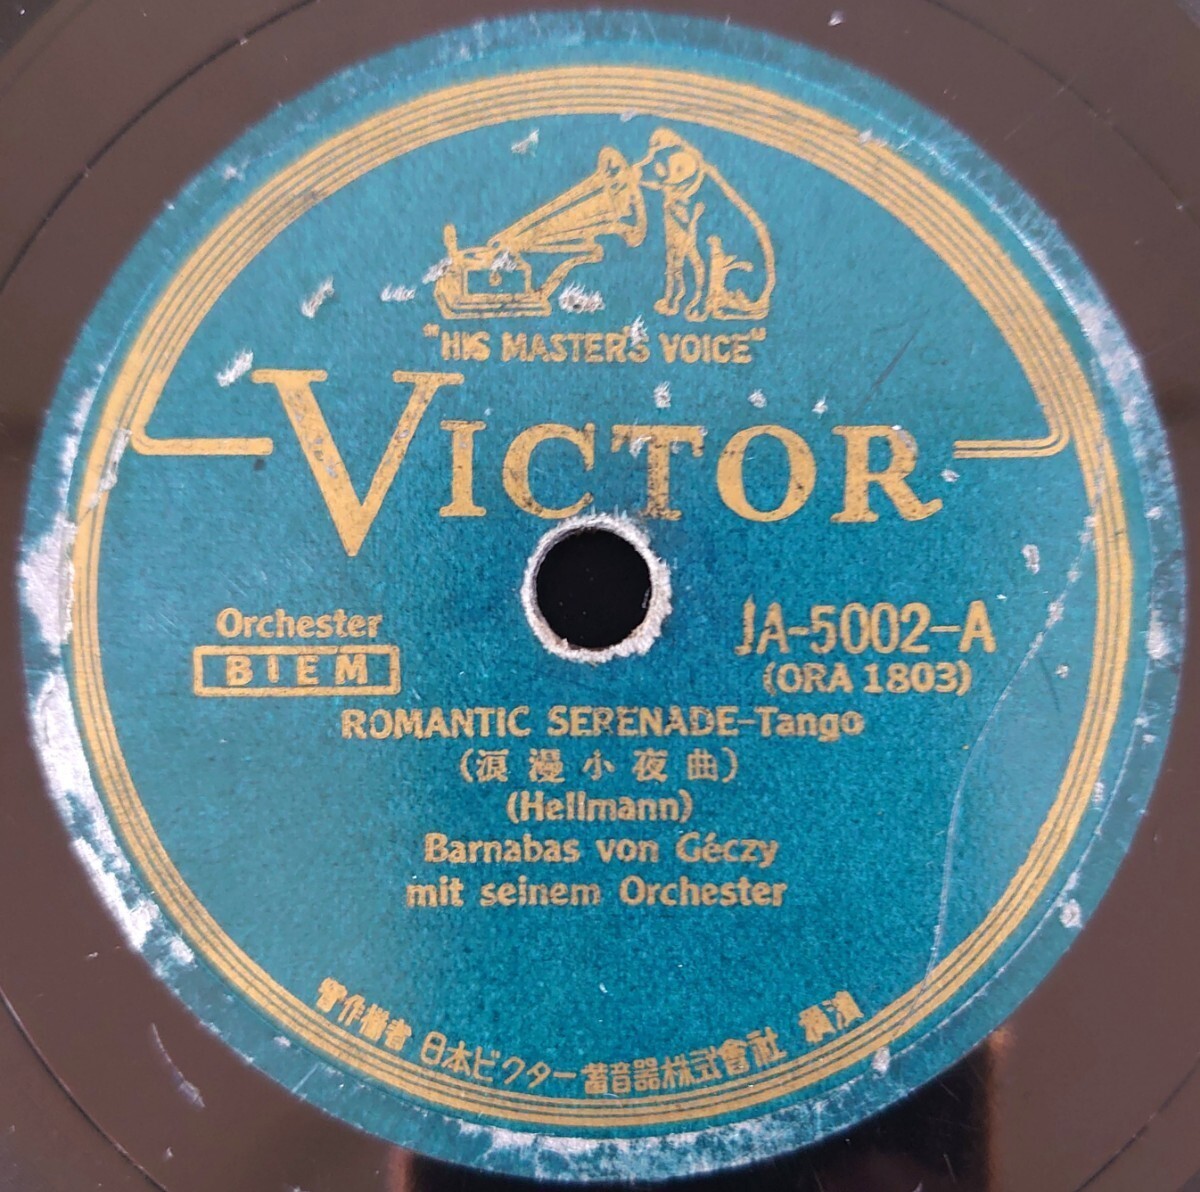 "HIS MASTER'S VOICE"
VICTOR
Orchester
BIEM
JA-5002-A
(ORA 1803)
ROMANTIC SERENADE-Tango
(浪漫小夜曲)
(Hellmann)
Barnabas von Géczy
mit seinem Orchester
實作權者 日本ビクター蓄音器株式會社 橫濱